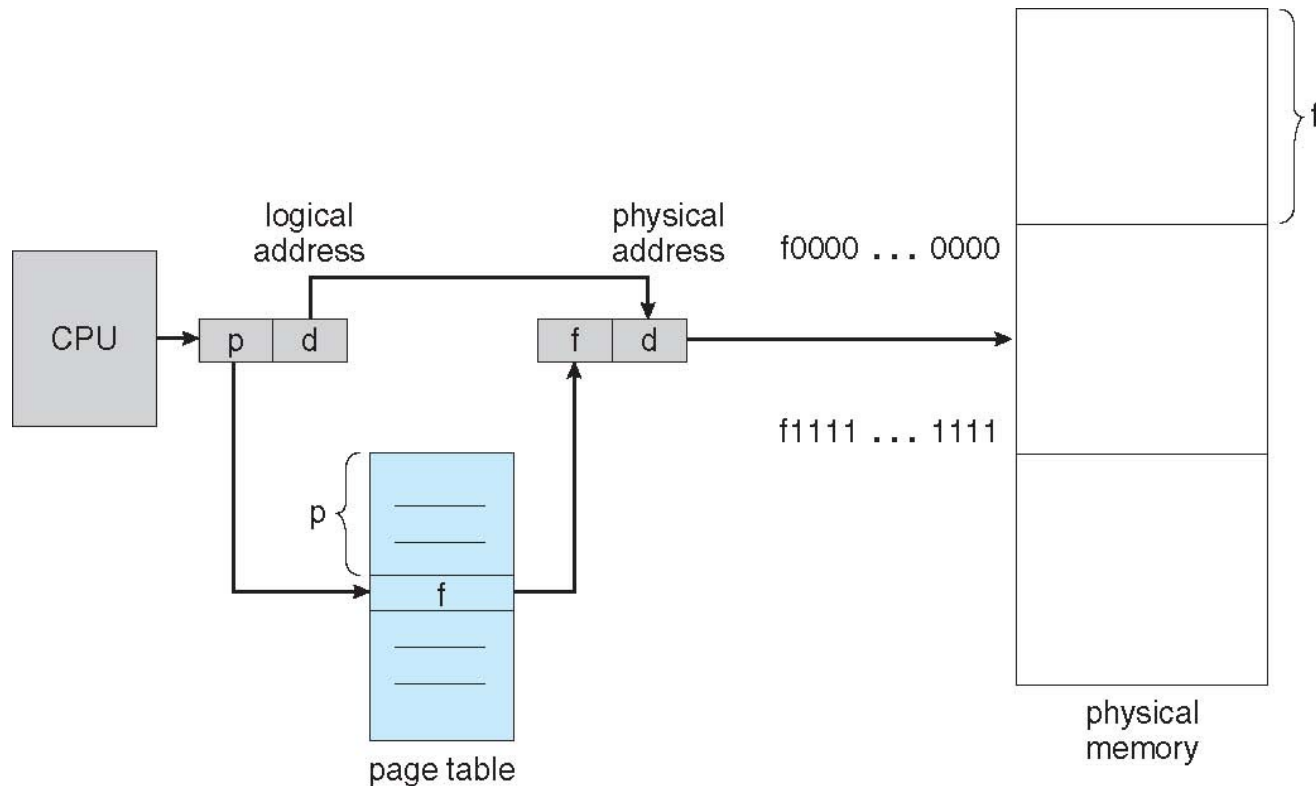 f
logical
address
physical
address
f0000 ... 0000
CPU
p d
f d
f1111 ... 1111
p
f
page table
physical
memory